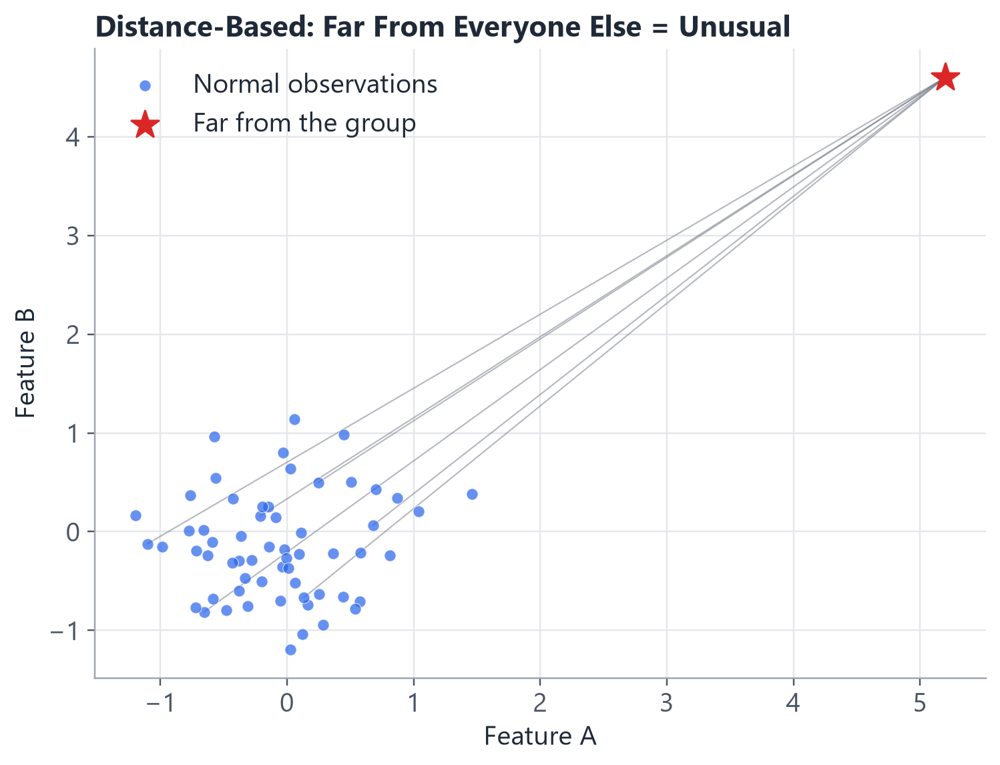 Distance-Based: Far From Everyone Else = Unusual
Normal observations
Far from the group
4
3
2
1
0
−1
Feature B
−1 0 1 2 3 4 5
Feature A